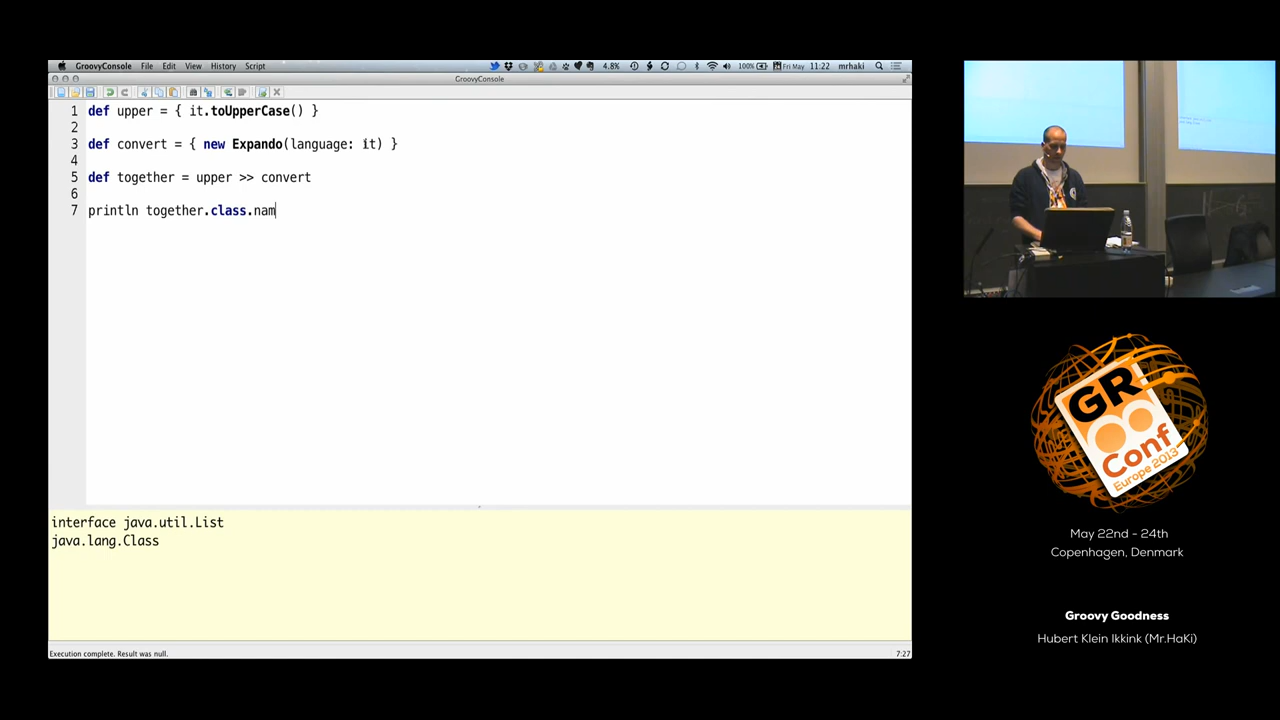 GroovyConsole File Edit View History Script 4.8% 100% Fri May 11:22 mrhaki
GroovyConsole
1 def upper = { it.toUpperCase() }
2
3 def convert = { new Expando(language: it) }
4
5 def together = upper >> convert
6
7 println together.class.nam
interface java.util.List
java.lang.Class
Execution complete. Result was null.
7:27
GR8
Conf
Europe 2013
May 22nd - 24th
Copenhagen, Denmark
Groovy Goodness
Hubert Klein Ikkink (Mr.HaKi)